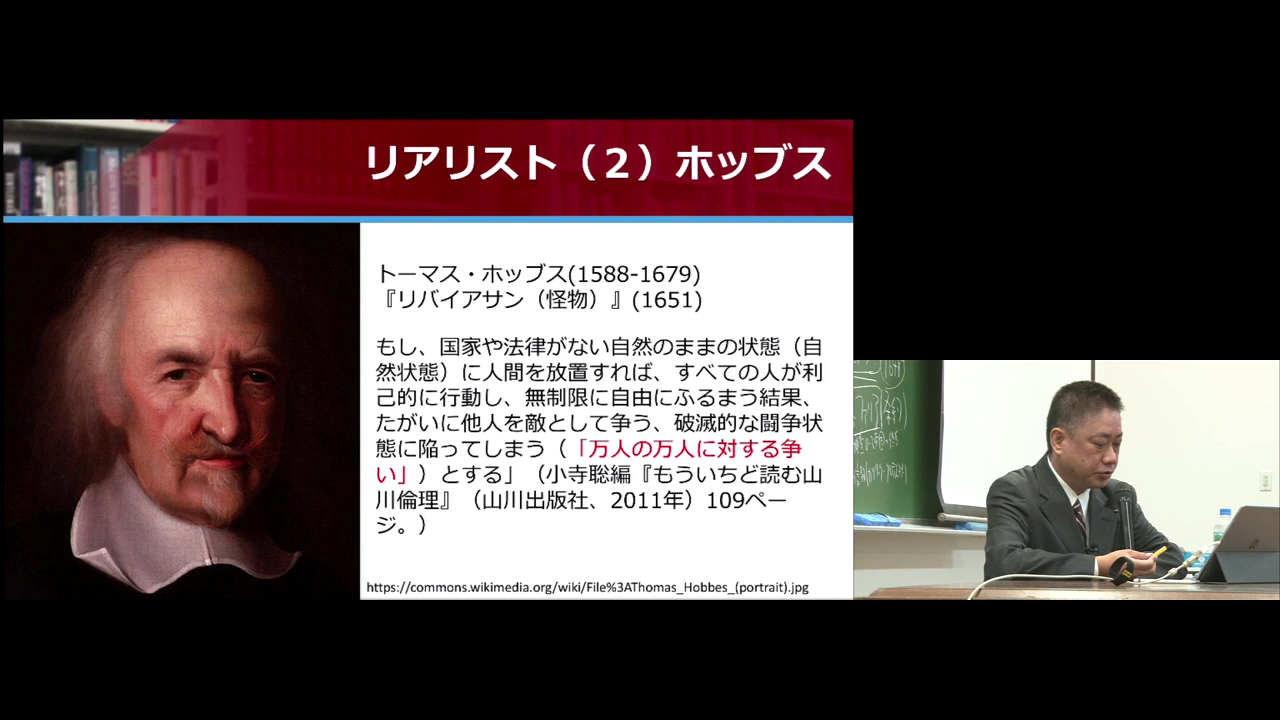 リアリスト（２）ホッブス
トーマス・ホッブス(1588-1679)
『リバイアサン（怪物）』(1651)
もし、国家や法律がない自然のままの状態（自
然状態）に人間を放置すれば、すべての人が利
己的に行動し、無制限に自由にふるまう結果、
たがいに他人を敵として争う、破滅的な闘争状
態に陥ってしまう（「万人の万人に対する争
い」）とする」（小寺聡編『もういちど読む山
川倫理』（山川出版社、2011年）109ペー
ジ。）
https://commons.wikimedia.org/wiki/File%3AThomas_Hobbes_(portrait).jpg